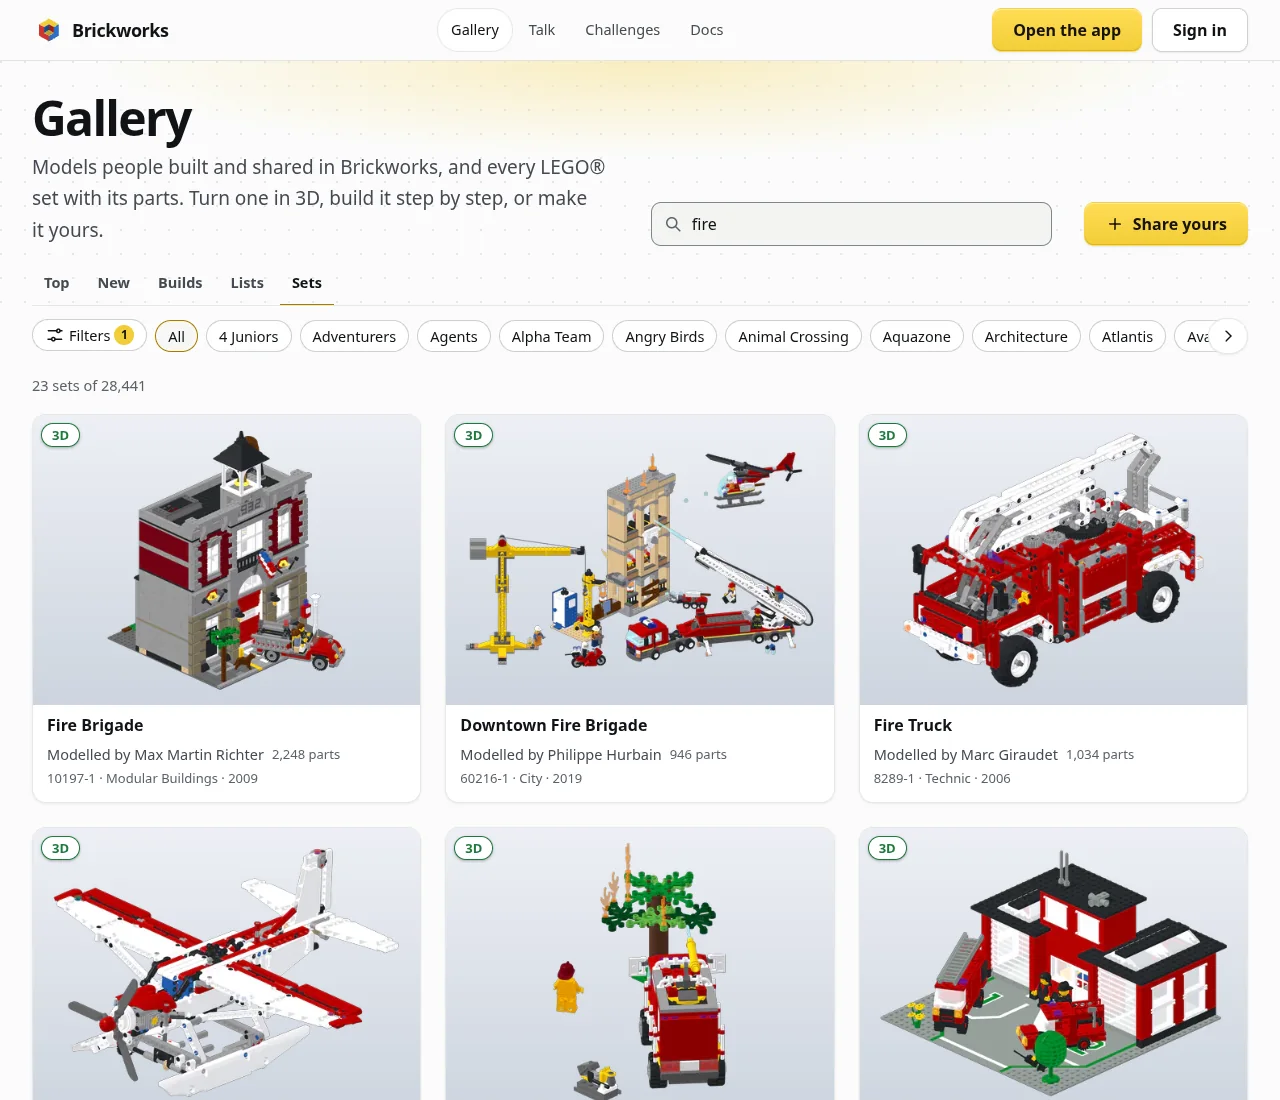 Brickworks
Gallery
Talk
Challenges
Docs
Open the app
Sign in
Gallery
Models people built and shared in Brickworks, and every LEGO®
set with its parts. Turn one in 3D, build it step by step, or make
it yours.
fire
Share yours
Top
New
Builds
Lists
Sets
Filters 1
All
4 Juniors
Adventurers
Agents
Alpha Team
Angry Birds
Animal Crossing
Aquazone
Architecture
Atlantis
23 sets of 28,441
3D
932
Fire Brigade
Modelled by Max Martin Richter 2,248 parts
10197-1 · Modular Buildings · 2009
3D
Downtown Fire Brigade
Modelled by Philippe Hurbain 946 parts
60216-1 · City · 2019
3D
Fire Truck
Modelled by Marc Giraudet 1,034 parts
8289-1 · Technic · 2006
3D
3D
3D